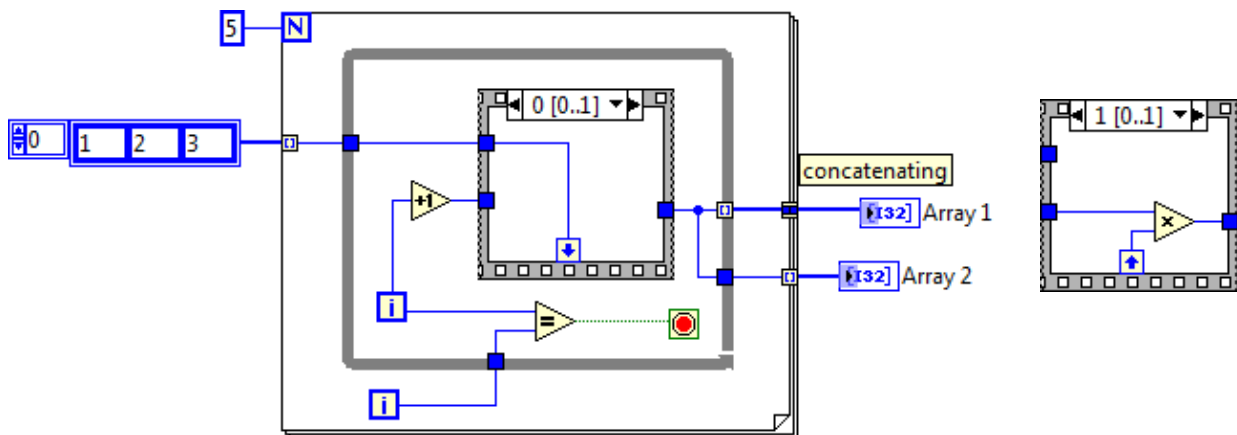 5
N
0 1 2 3
0 [0..1]
1 [0..1]
concatenating
+1
[I32] Array 1
×
i
[I32] Array 2
=
i